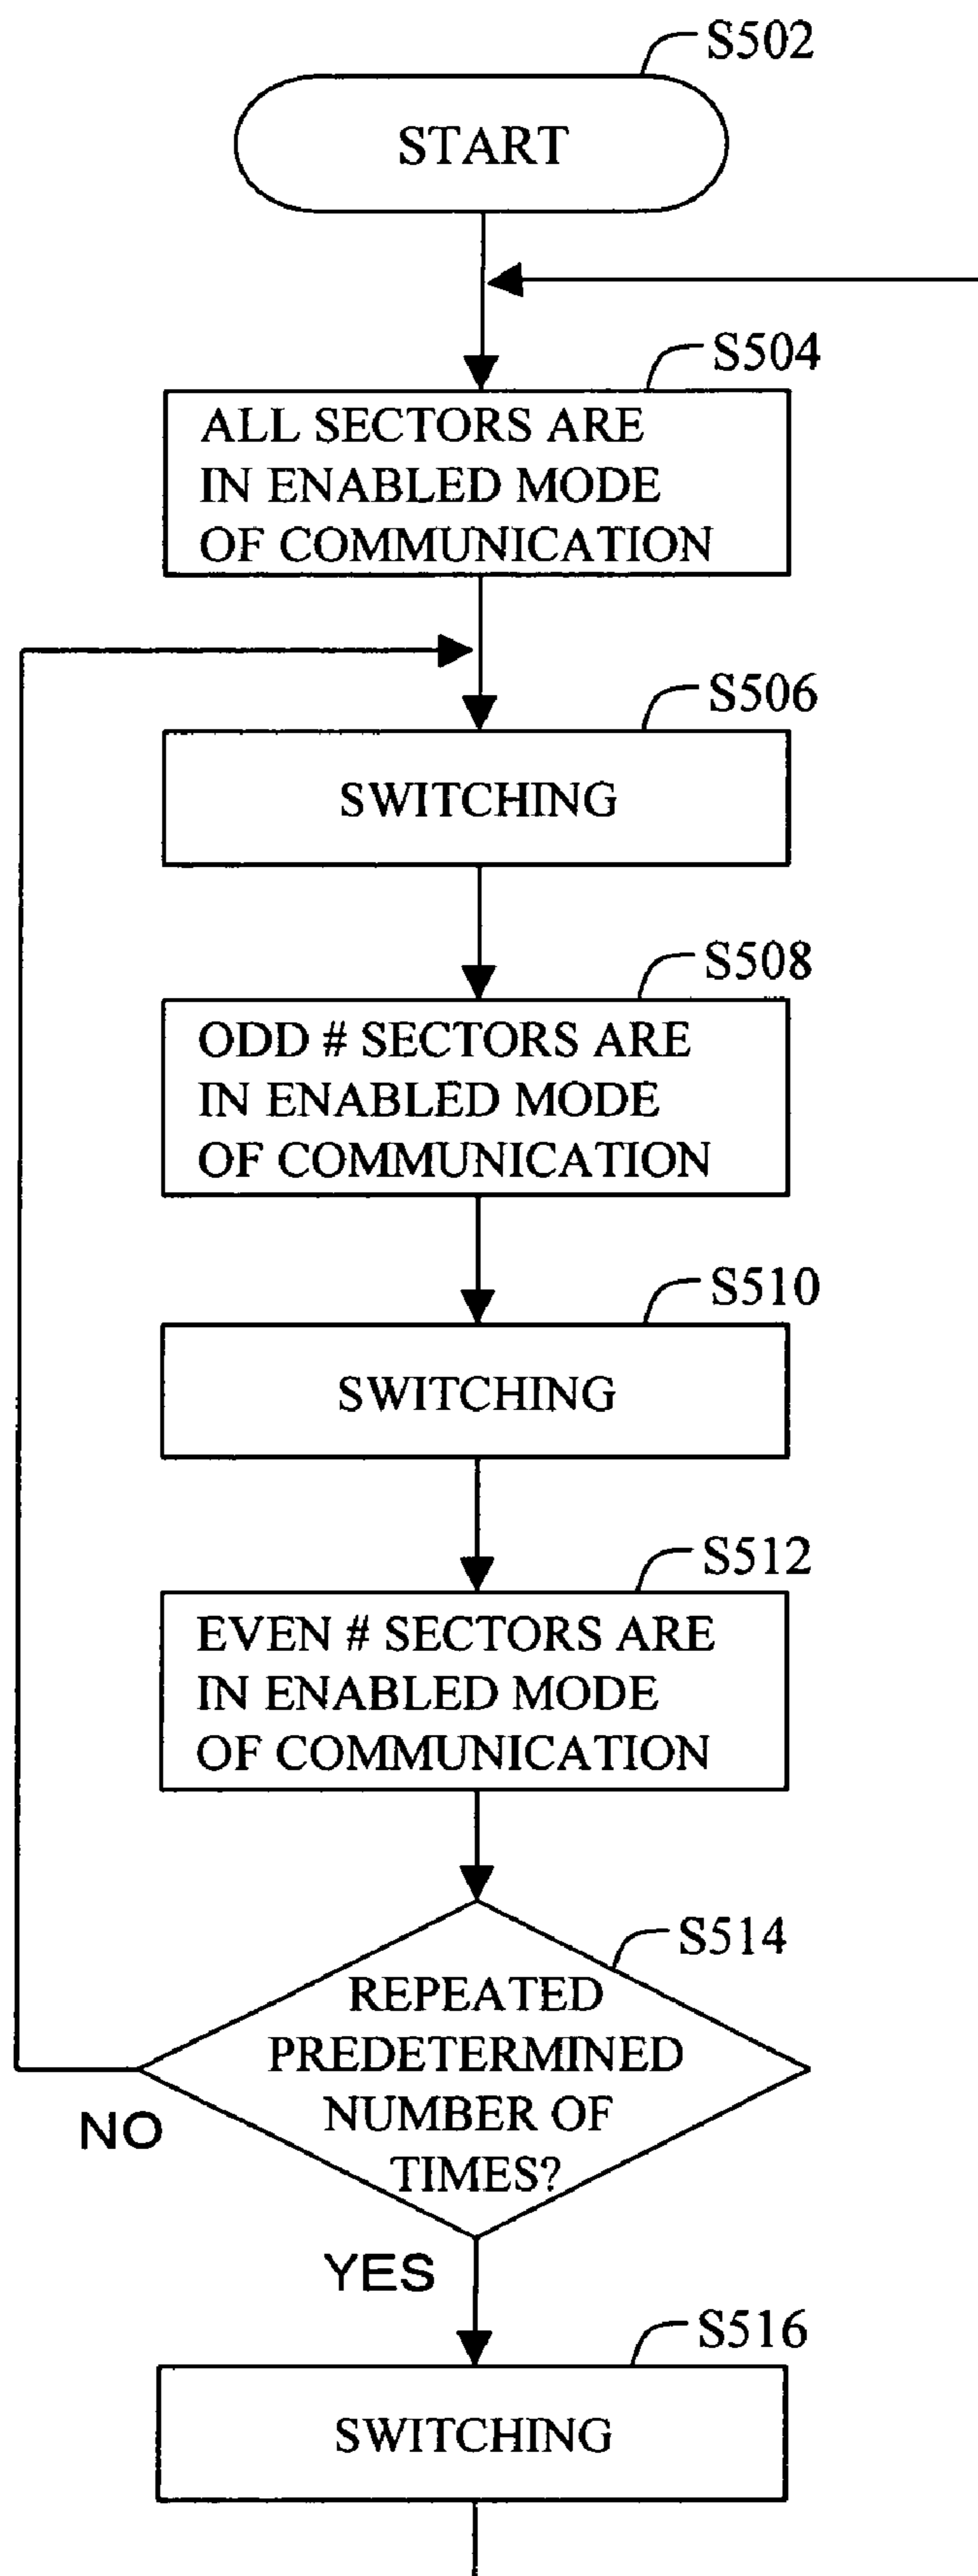 S502
START
S504
ALL SECTORS ARE
IN ENABLED MODE
OF COMMUNICATION
S506
SWITCHING
S508
ODD # SECTORS ARE
IN ENABLED MODE
OF COMMUNICATION
S510
SWITCHING
S512
EVEN # SECTORS ARE
IN ENABLED MODE
OF COMMUNICATION
S514
REPEATED
PREDETERMINED
NUMBER OF
TIMES?
NO
YES
S516
SWITCHING